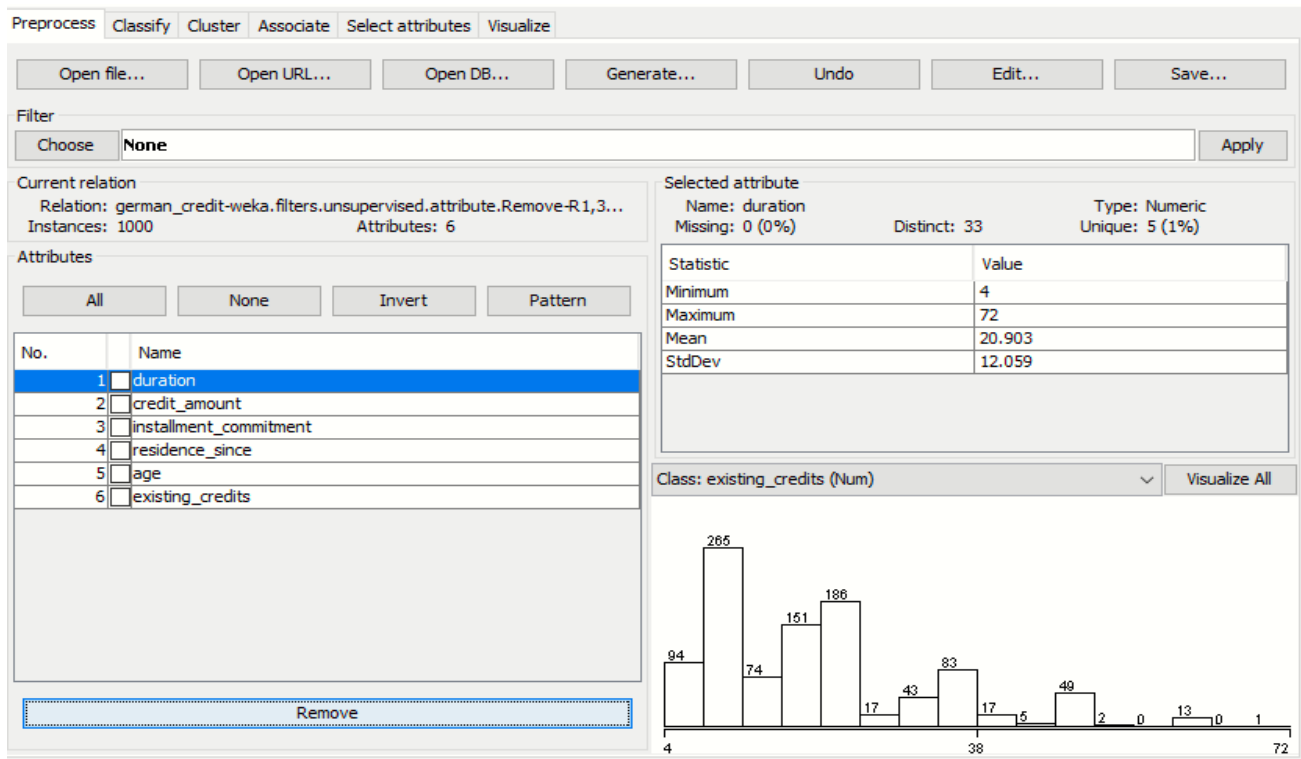 Preprocess Classify Cluster Associate Select attributes Visualize
Open file... Open URL... Open DB... Generate... Undo Edit... Save...
Filter
Choose None Apply
Current relation
Relation: german_credit-weka.filters.unsupervised.attribute.Remove-R1,3...
Instances: 1000 Attributes: 6
Attributes
All None Invert Pattern
No. Name
1 duration
2 credit_amount
3 installment_commitment
4 residence_since
5 age
6 existing_credits
Remove
Selected attribute
Name: duration Type: Numeric
Missing: 0 (0%) Distinct: 33 Unique: 5 (1%)
Statistic Value
Minimum 4
Maximum 72
Mean 20.903
StdDev 12.059
Class: existing_credits (Num) Visualize All
94 265 74 151 186 17 43 83 17 5 49 2 0 13 0 1
4 38 72